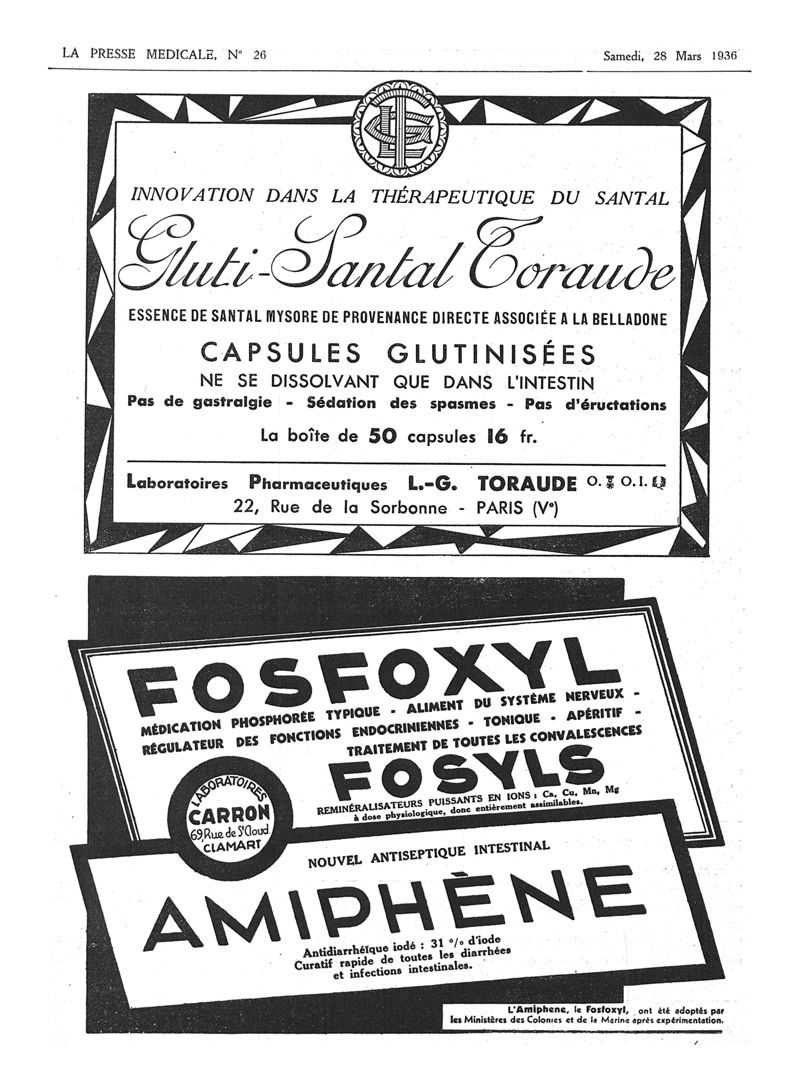 LA PRESSE MEDICALE, N° 26
Samedi, 28 Mars 1936
INNOVATION DANS LA THÉRAPEUTIQUE DU SANTAL
Gluti-Santal Toraude
ESSENCE DE SANTAL MYSORE DE PROVENANCE DIRECTE ASSOCIÉE A LA BELLADONE
CAPSULES GLUTINISÉES
NE SE DISSOLVANT QUE DANS L'INTESTIN
Pas de gastralgie - Sédation des spasmes - Pas d'éructations
La boîte de 50 capsules 16 fr.
Laboratoires Pharmaceutiques L.-G. TORAUDE O. O.I.
22, Rue de la Sorbonne - PARIS (Ve)
FOSFOXYL
MÉDICATION PHOSPHORÉE TYPIQUE - ALIMENT DU SYSTÈME NERVEUX -
RÉGULATEUR DES FONCTIONS ENDOCRINIENNES - TONIQUE - APÉRITIF -
TRAITEMENT DE TOUTES LES CONVALESCENCES
FOSYLS
REMINÉRALISATEURS PUISSANTS EN IONS : Ca, Cu, Mn, Mg
à dose physiologique, donc entièrement assimilables.
LABORATOIRES
CARRON
69, Rue de St Cloud
CLAMART
NOUVEL ANTISEPTIQUE INTESTINAL
AMIPHÈNE
Antidiarrhéïque iodé : 31 % d'iode
Curatif rapide de toutes les diarrhées
et infections intestinales.
L'Amiphene, le Fosfoxyl, ont été adoptés par
les Ministères des Colonies et de la Marine après expérimentation.